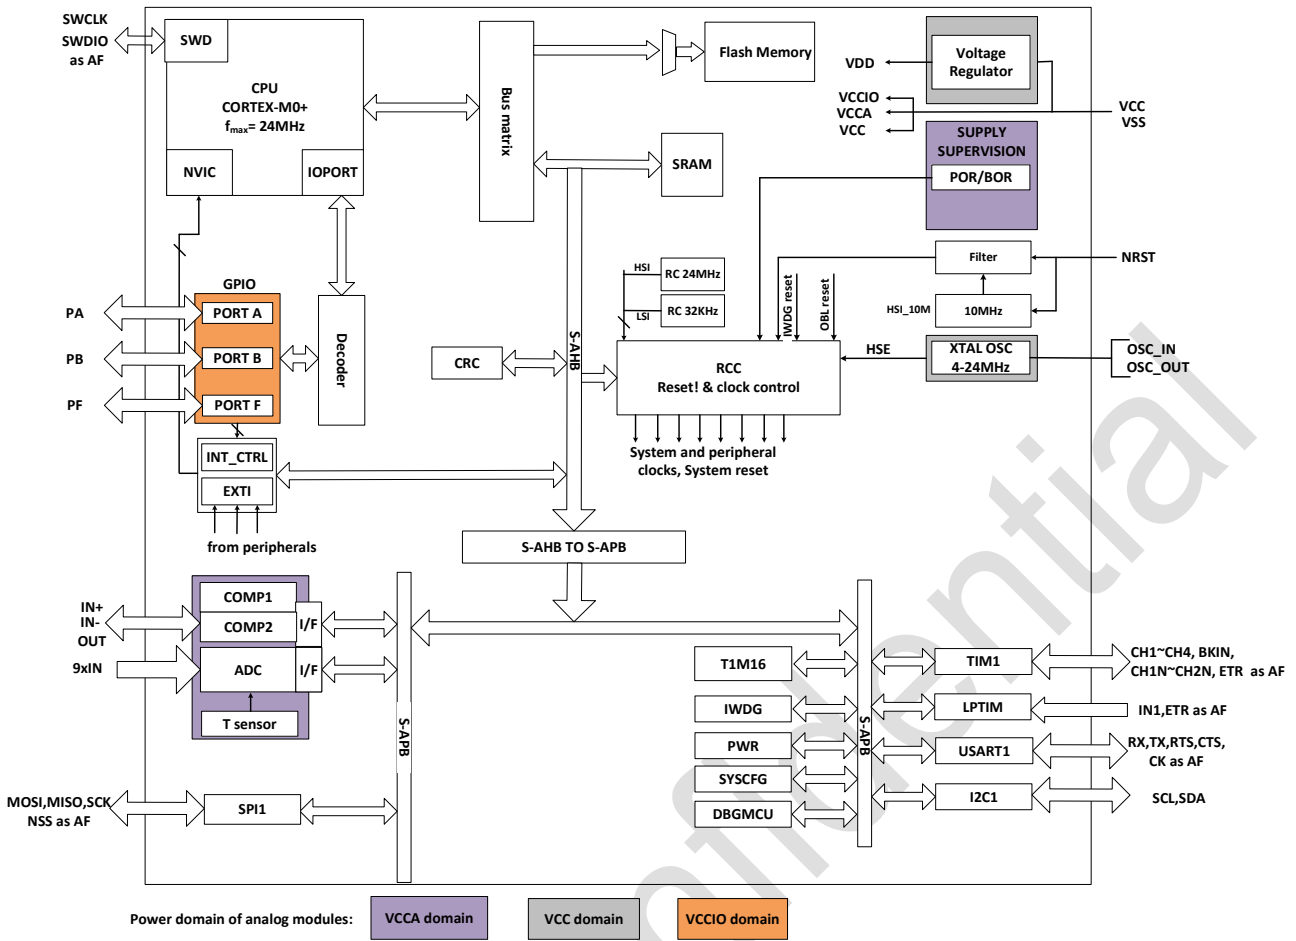 SWCLK
SWDIO
as AF
SWD
CPU
CORTEX-M0+
fmax= 24MHz
NVIC
IOPORT
Bus matrix
Flash Memory
SRAM
VDD
Voltage
Regulator
VCCIO
VCCA
VCC
VCC
VSS
SUPPLY
SUPERVISION
POR/BOR
Filter
NRST
HSI_10M
10MHz
HSI
RC 24MHz
LSI
RC 32KHz
IWDG reset
OBL reset
HSE
XTAL OSC
4-24MHz
OSC_IN
OSC_OUT
GPIO
PA
PORT A
PB
PORT B
PF
PORT F
Decoder
CRC
S-AHB
RCC
Reset! & clock control
System and peripheral
clocks, System reset
INT_CTRL
EXTI
from peripherals
S-AHB TO S-APB
IN+
IN-
OUT
COMP1
COMP2
I/F
9xIN
ADC
I/F
T sensor
S-APB
MOSI,MISO,SCK
NSS as AF
SPI1
T1M16
IWDG
PWR
SYSCFG
DBGMCU
S-APB
TIM1
CH1~CH4, BKIN,
CH1N~CH2N, ETR as AF
LPTIM
IN1,ETR as AF
USART1
RX,TX,RTS,CTS,
CK as AF
I2C1
SCL,SDA
Power domain of analog modules:
VCCA domain
VCC domain
VCCIO domain
nfidential